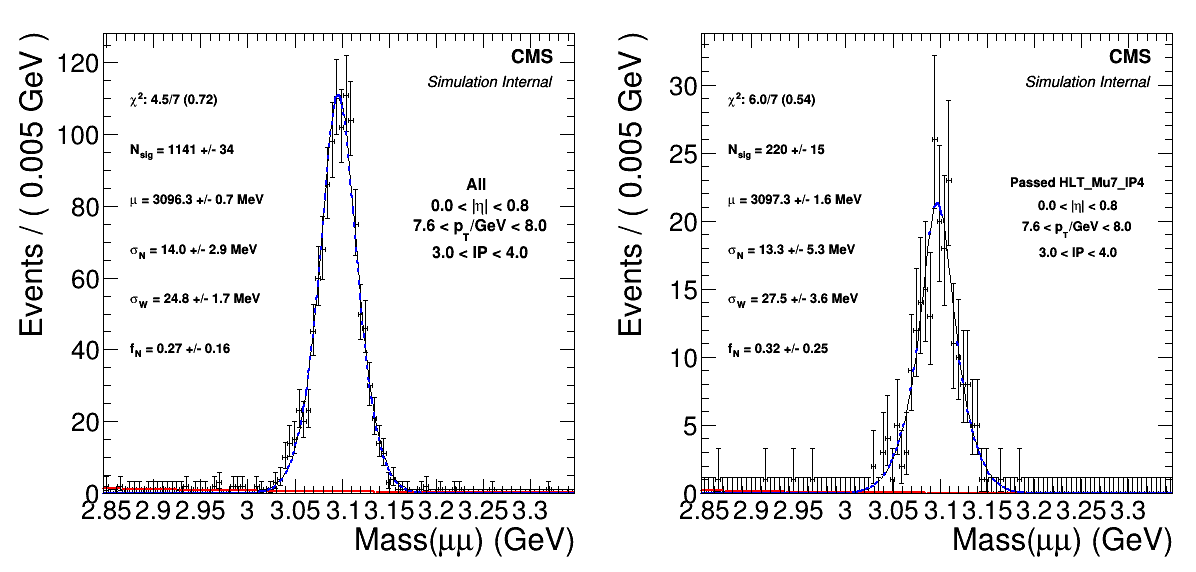 CMS
Simulation Internal
χ²: 4.5/7 (0.72)
N_sig = 1141 +/- 34
μ = 3096.3 +/- 0.7 MeV
σ_N = 14.0 +/- 2.9 MeV
σ_W = 24.8 +/- 1.7 MeV
f_N = 0.27 +/- 0.16
All
0.0 < |η| < 0.8
7.6 < p_T/GeV < 8.0
3.0 < IP < 4.0
Events / ( 0.005 GeV )
120
100
80
60
40
20
0
2.85 2.9 2.95 3 3.05 3.1 3.15 3.2 3.25 3.3
Mass(μμ) (GeV)
CMS
Simulation Internal
χ²: 6.0/7 (0.54)
N_sig = 220 +/- 15
μ = 3097.3 +/- 1.6 MeV
σ_N = 13.3 +/- 5.3 MeV
σ_W = 27.5 +/- 3.6 MeV
f_N = 0.32 +/- 0.25
Passed HLT_Mu7_IP4
0.0 < |η| < 0.8
7.6 < p_T/GeV < 8.0
3.0 < IP < 4.0
Events / ( 0.005 GeV )
30
25
20
15
10
5
0
2.85 2.9 2.95 3 3.05 3.1 3.15 3.2 3.25 3.3
Mass(μμ) (GeV)